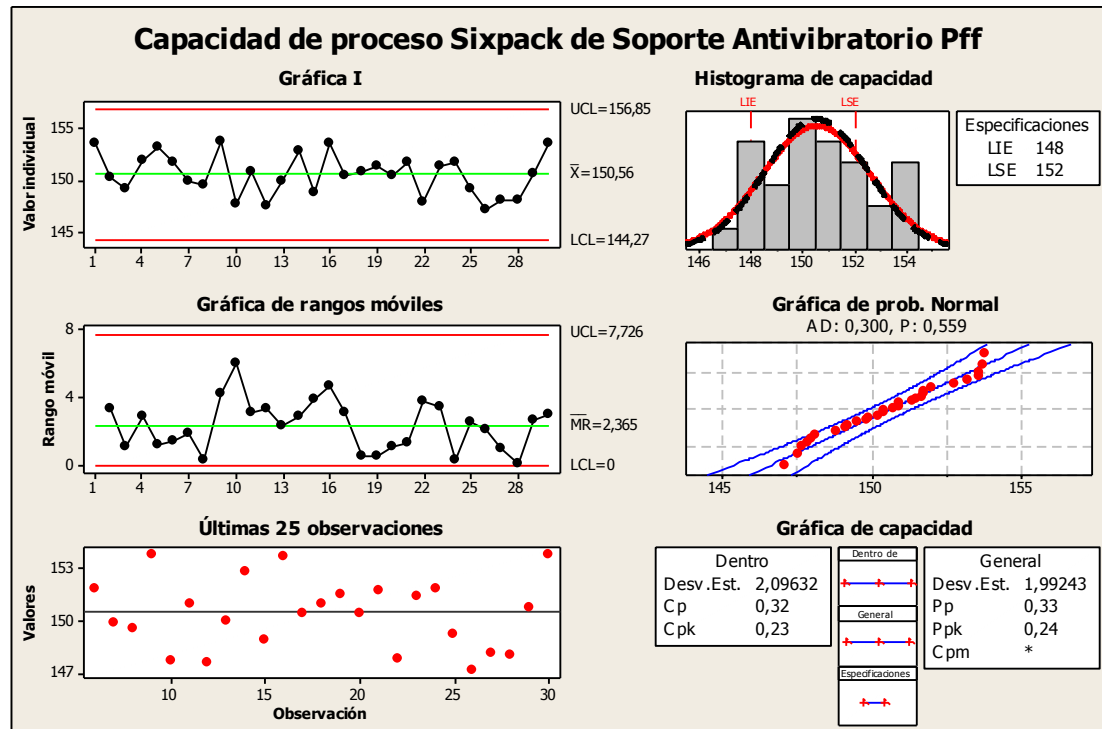 Capacidad de proceso Sixpack de Soporte Antivibratorio Pff
Gráfica I
Valor individual
155
150
145
1 4 7 10 13 16 19 22 25 28
UCL=156,85
X=150,56
LCL=144,27
Histograma de capacidad
LIE LSE
146 148 150 152 154
Especificaciones
LIE 148
LSE 152
Gráfica de rangos móviles
Rango móvil
8
4
0
1 4 7 10 13 16 19 22 25 28
UCL=7,726
MR=2,365
LCL=0
Gráfica de prob. Normal
AD: 0,300, P: 0,559
145 150 155
Últimas 25 observaciones
Valores
153
150
147
10 15 20 25 30
Observación
Gráfica de capacidad
Dentro
Desv.Est. 2,09632
Cp 0,32
Cpk 0,23
Dentro de
General
Especificaciones
General
Desv.Est. 1,99243
Pp 0,33
Ppk 0,24
Cpm *